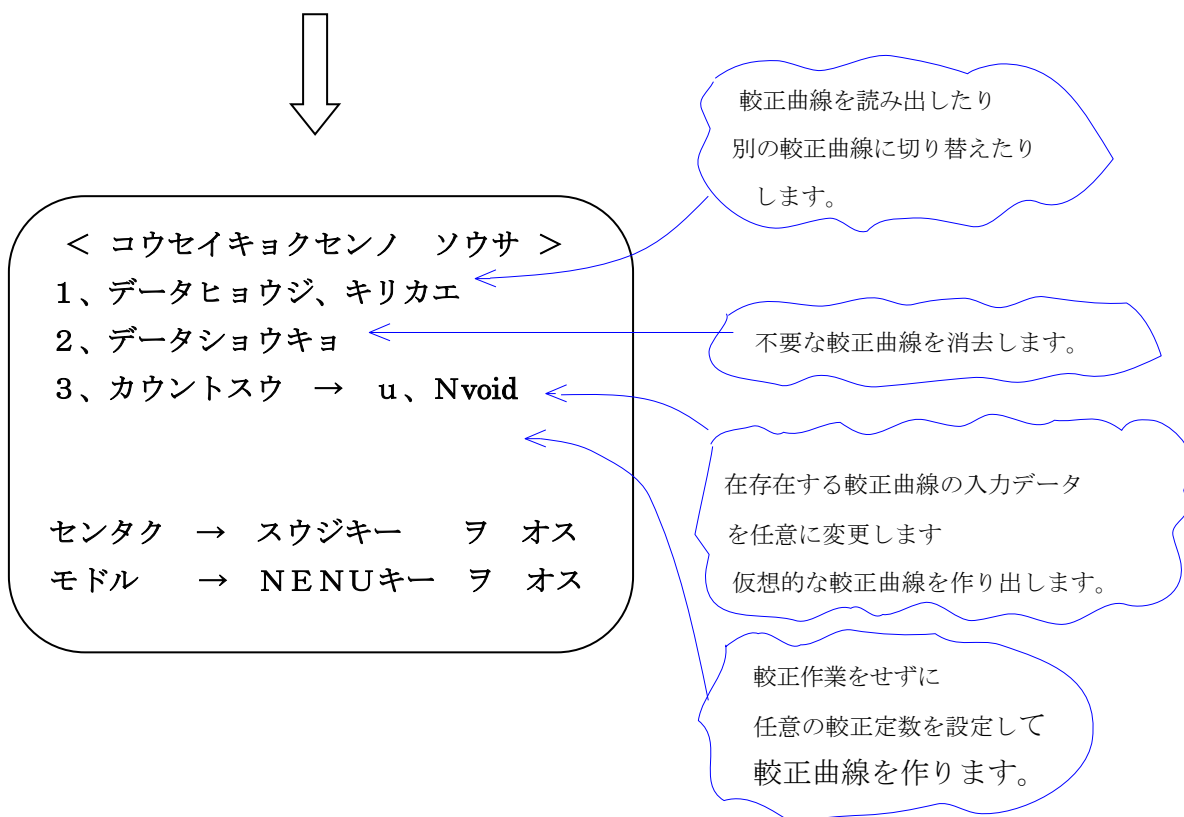 ＜ コウセイキョクセンノ　ソウサ ＞
１、データヒョウジ、キリカエ
２、データショウキョ
３、カウントスウ　→　ｕ、Ｎvoid
センタク　→　スウジキー　ヲ　オス
モドル　→　ＮＥＮＵキー　ヲ　オス
較正曲線を読み出したり
別の較正曲線に切り替えたり
します。
不要な較正曲線を消去します。
在存在する較正曲線の入力データ
を任意に変更します
仮想的な較正曲線を作り出します。
較正作業をせずに
任意の較正定数を設定して
較正曲線を作ります。